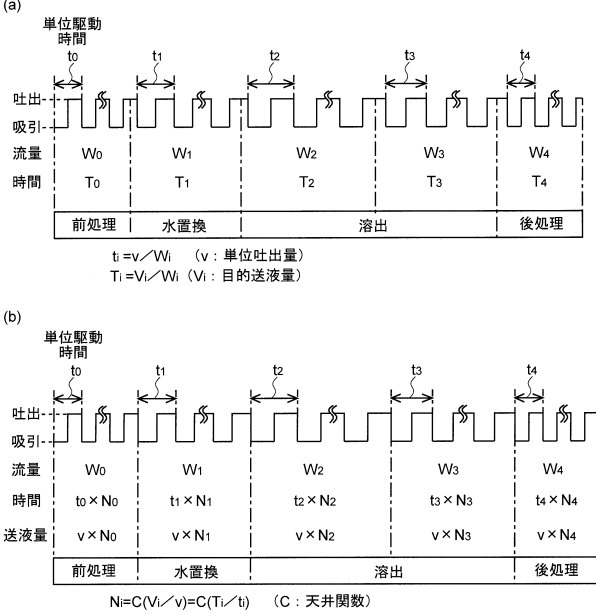 (a)
単位駆動
時間
t0 t1 t2 t3 t4
吐出
吸引
流量 W0 W1 W2 W3 W4
時間 T0 T1 T2 T3 T4
前処理 水置換 溶出 後処理
ti =v／Wi （v：単位吐出量）
Ti =Vi／Wi（Vi：目的送液量）
(b)
単位駆動
時間
t0 t1 t2 t3 t4
吐出
吸引
流量 W0 W1 W2 W3 W4
時間 t0×N0 t1×N1 t2×N2 t3×N3 t4×N4
送液量 v×N0 v×N1 v×N2 v×N3 v×N4
前処理 水置換 溶出 後処理
Ni=C(Vi／v)=C(Ti／ti) （C：天井関数）